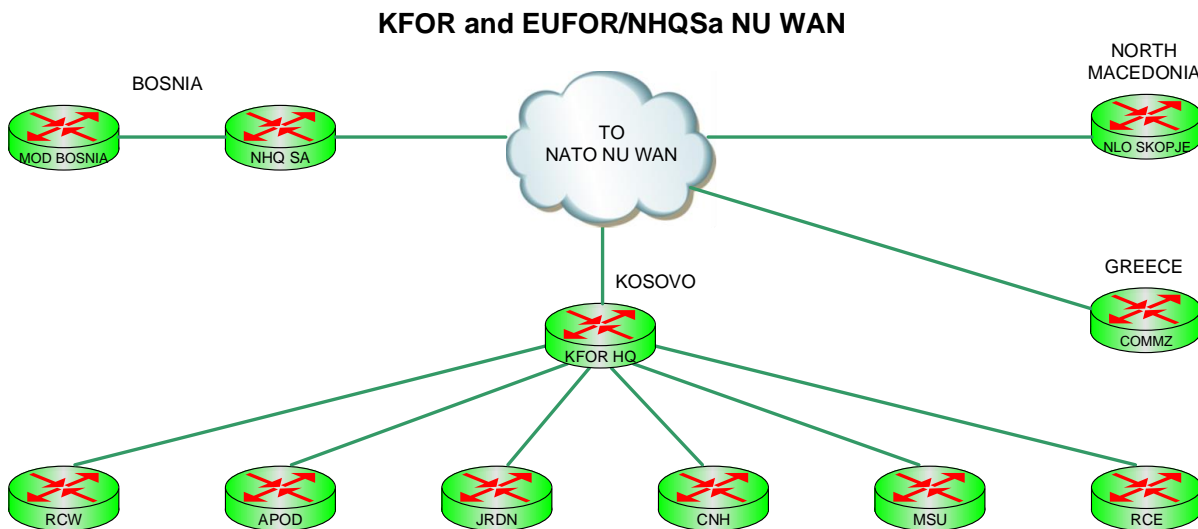 KFOR and EUFOR/NHQSa NU WAN
BOSNIA
NORTH
MACEDONIA
MOD BOSNIA
NHQ SA
TO
NATO NU WAN
NLO SKOPJE
KOSOVO
GREECE
KFOR HQ
COMMZ
RCW
APOD
JRDN
CNH
MSU
RCE